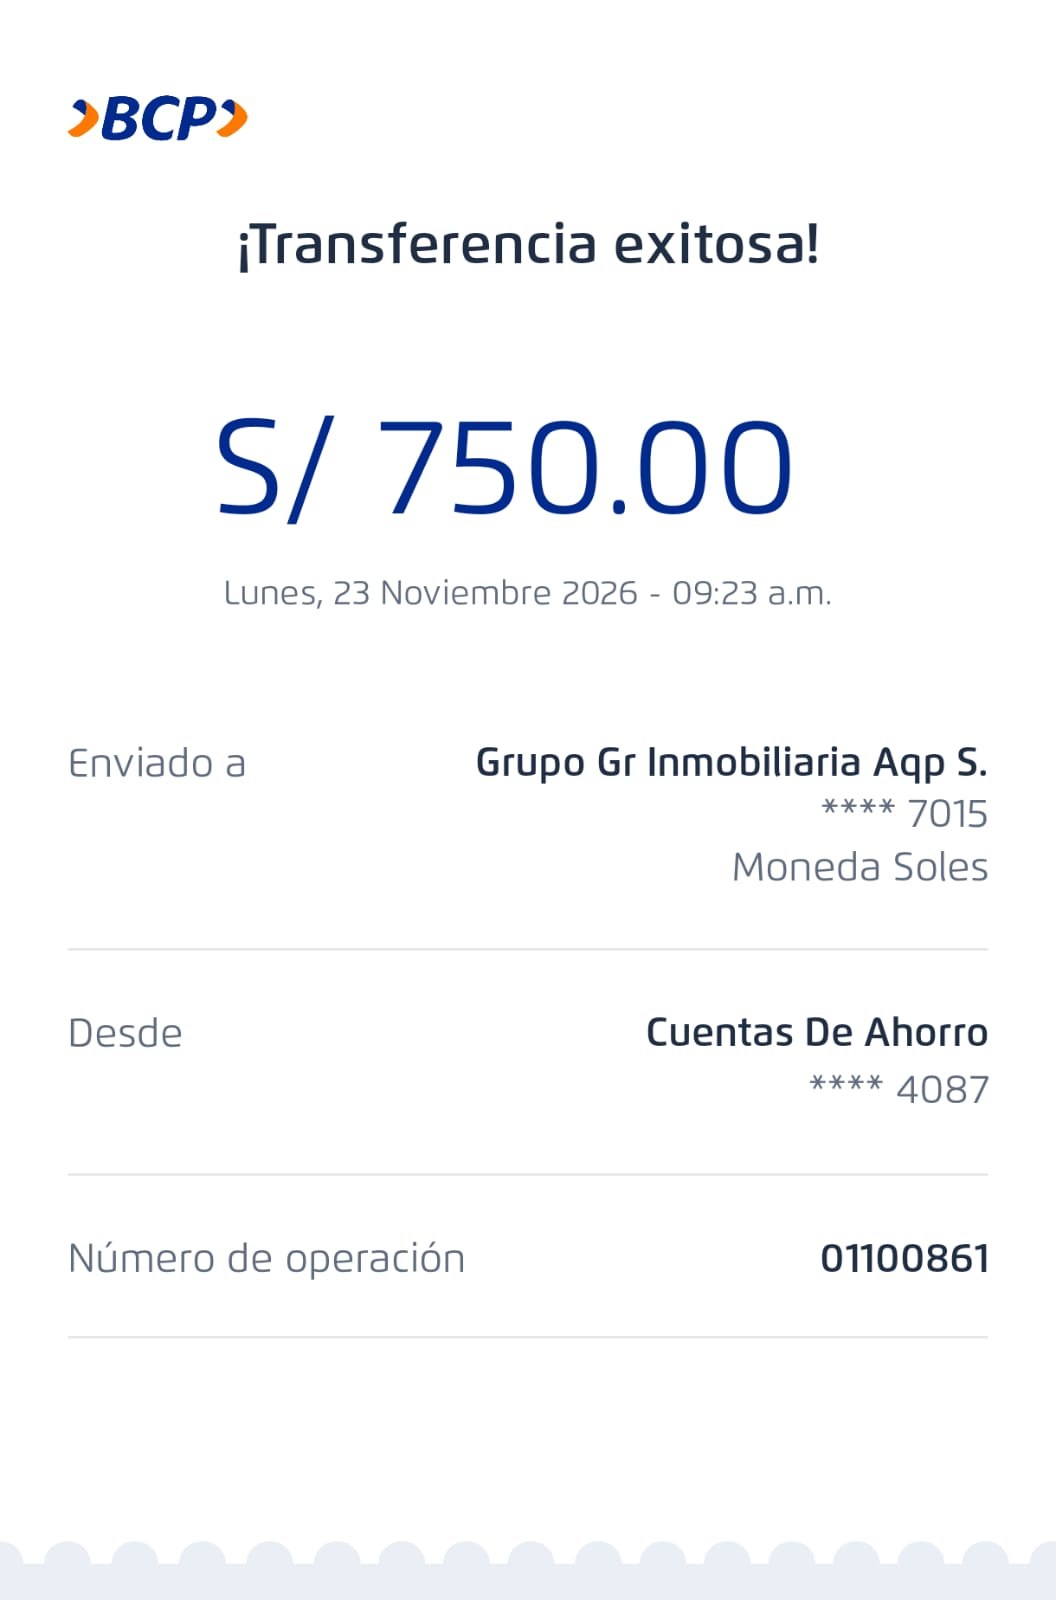 BCP
¡Transferencia exitosa!
S/ 750.00
Lunes, 23 Noviembre 2026 - 09:23 a.m.
Enviado a
Grupo Gr Inmobiliaria Aqp S.
**** 7015
Moneda Soles
Desde
Cuentas De Ahorro
**** 4087
Número de operación
01100861